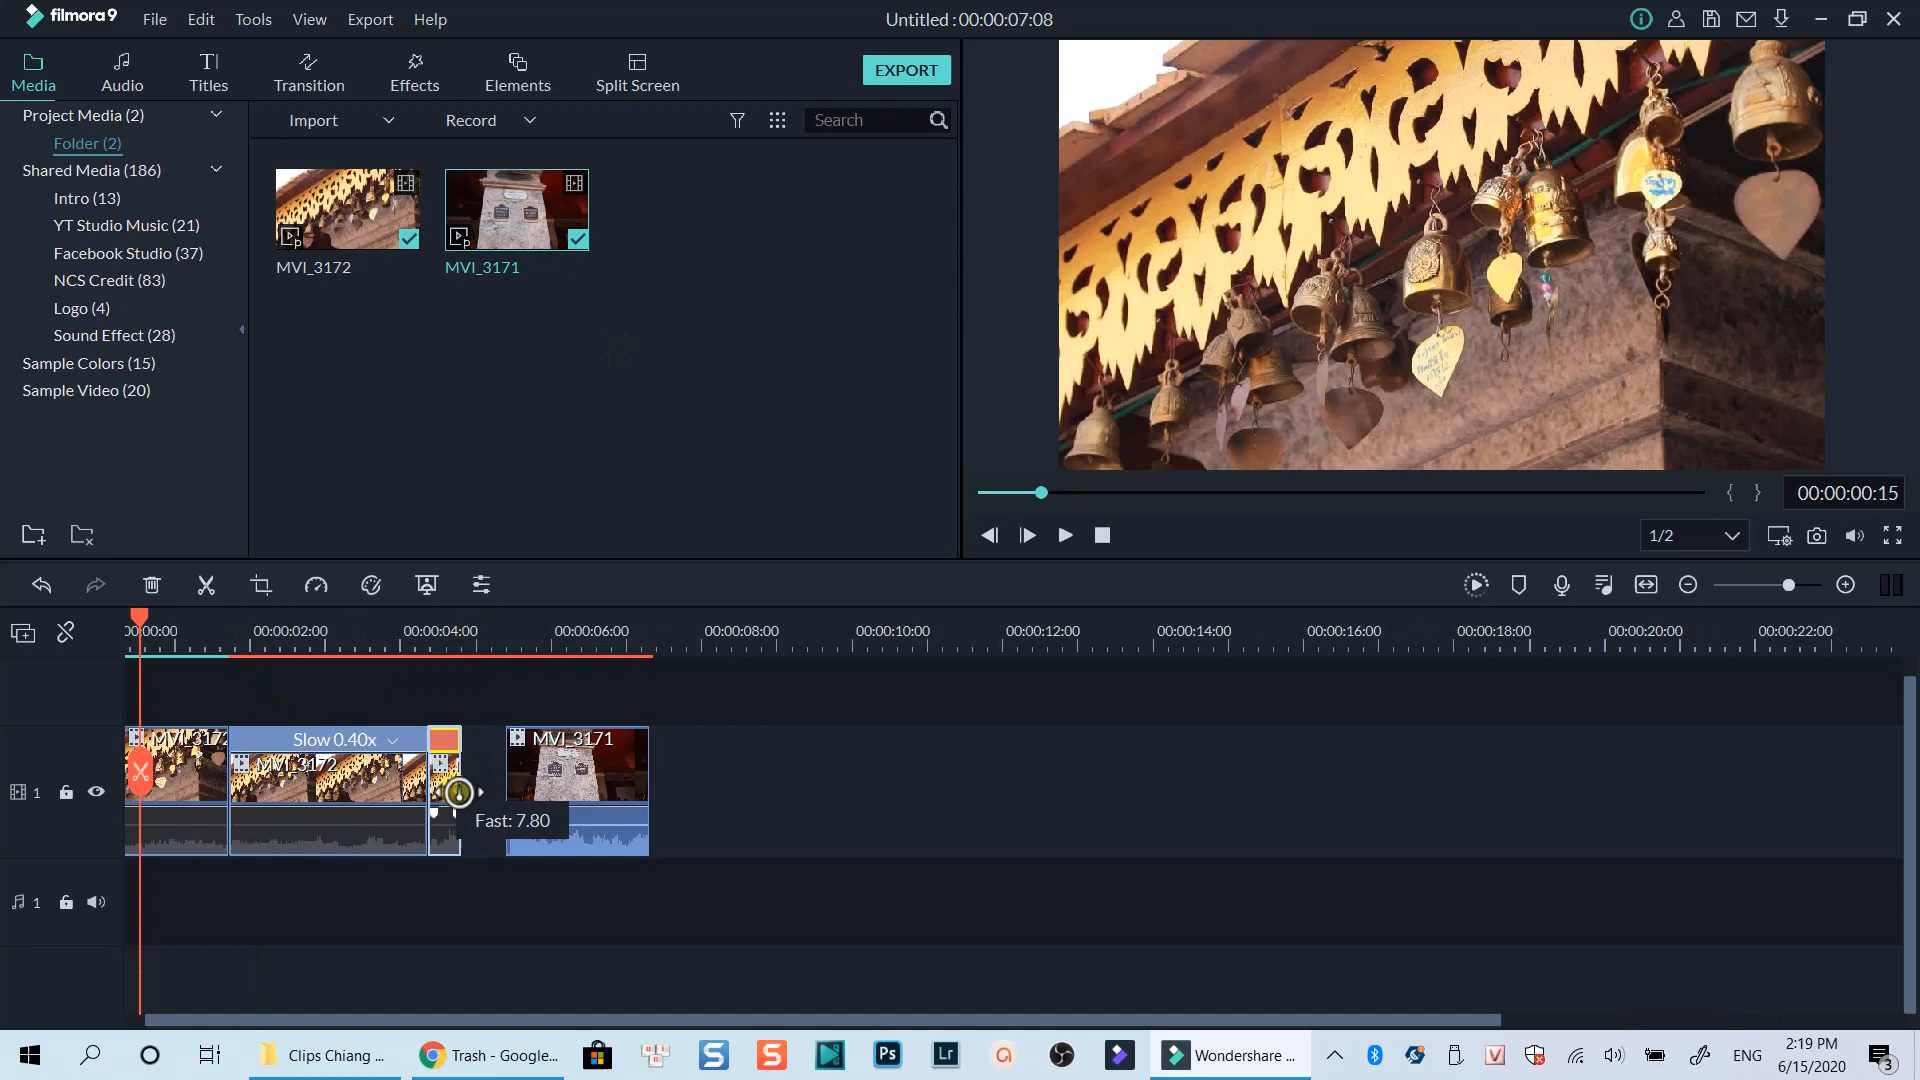 filmora9
File Edit Tools View Export Help
Untitled : 00:00:07:08
Media Audio Titles Transition Effects Elements Split Screen
EXPORT
Project Media (2)
Folder (2)
Shared Media (186)
Intro (13)
YT Studio Music (21)
Facebook Studio (37)
NCS Credit (83)
Logo (4)
Sound Effect (28)
Sample Colors (15)
Sample Video (20)
Import Record Search
MVI_3172 MVI_3171
{ } 00:00:00:15
1/2
00:00:00 00:00:02:00 00:00:04:00 00:00:06:00 00:00:08:00 00:00:10:00 00:00:12:00 00:00:14:00 00:00:16:00 00:00:18:00 00:00:20:00 00:00:22:00
MVI_3172 Slow 0.40x MVI_3171
MVI_3172
1
Fast: 7.80
1
Clips Chiang ... Trash - Google... Ps Lr Wondershare ... ENG
2:19 PM
6/15/2020
3